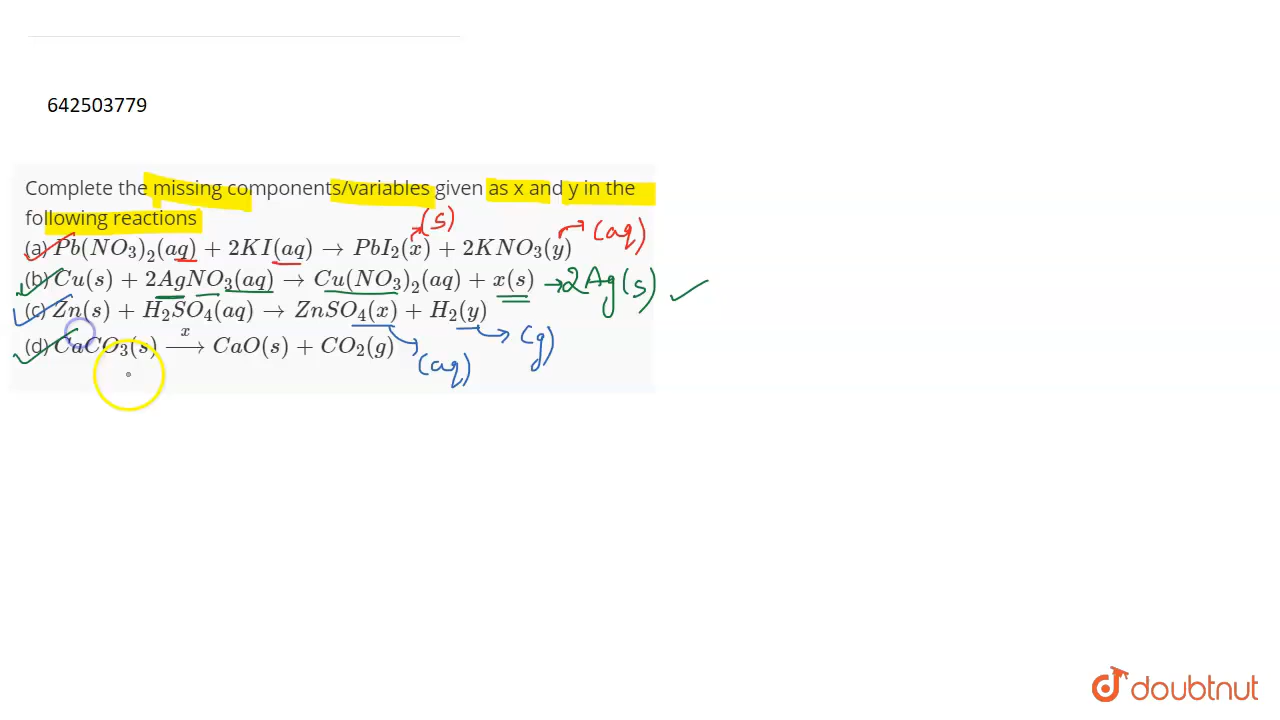 642503779
Complete the missing components/variables given as x and y in the
following reactions (s)
(a) Pb(NO₃)₂(aq) + 2KI(aq) → PbI₂(x) + 2KNO₃(y) → (aq)
(b) Cu(s) + 2AgNO₃(aq) → Cu(NO₃)₂(aq) + x(s) → 2Ag(s)
(c) Zn(s) + H₂SO₄(aq) → ZnSO₄(x) + H₂(y) (g)
x
(d) CaCO₃(s) → CaO(s) + CO₂(g) (aq)
doubtnut